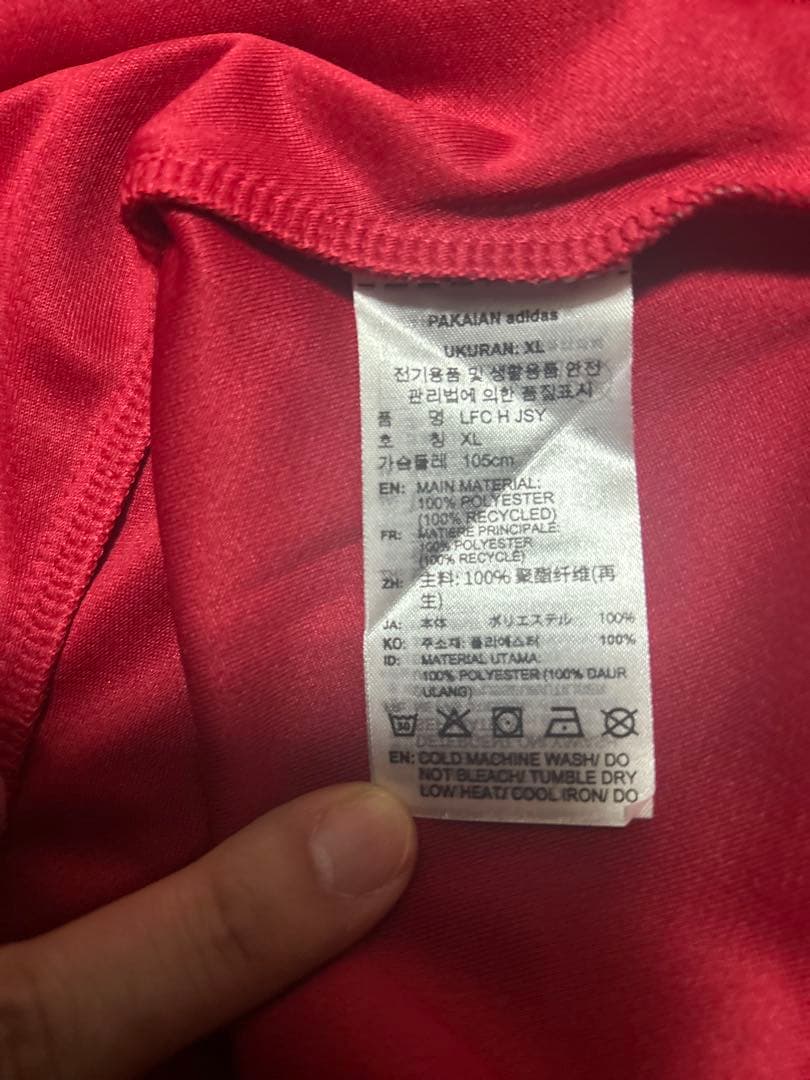 PAKAIAN adidas
UKURAN: XL
전기용품 및 생활용품 안전
관리법에 의한 품질표시
품 명 LFC H JSY
호 칭 XL
가슴둘레 105cm
EN: MAIN MATERIAL:
100% POLYESTER
(100% RECYCLED)
FR: MATIERE PRINCIPALE:
100% POLYESTER
(100% RECYCLÉ)
ZH: 主料: 100% 聚酯纤维(再
生)
JA: 本体 ポリエステル 100%
KO: 주소재: 폴리에스터 100%
ID: MATERIAL UTAMA:
100% POLYESTER (100% DAUR
ULANG)
30
EN: COLD MACHINE WASH/ DO
NOT BLEACH/ TUMBLE DRY
LOW HEAT/ COOL IRON/ DO